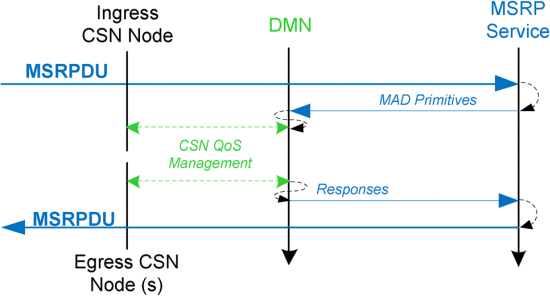 Ingress
CSN Node
DMN
MSRP
Service
MSRPDU
MAD Primitives
CSN QoS
Management
Responses
MSRPDU
Egress CSN
Node (s)